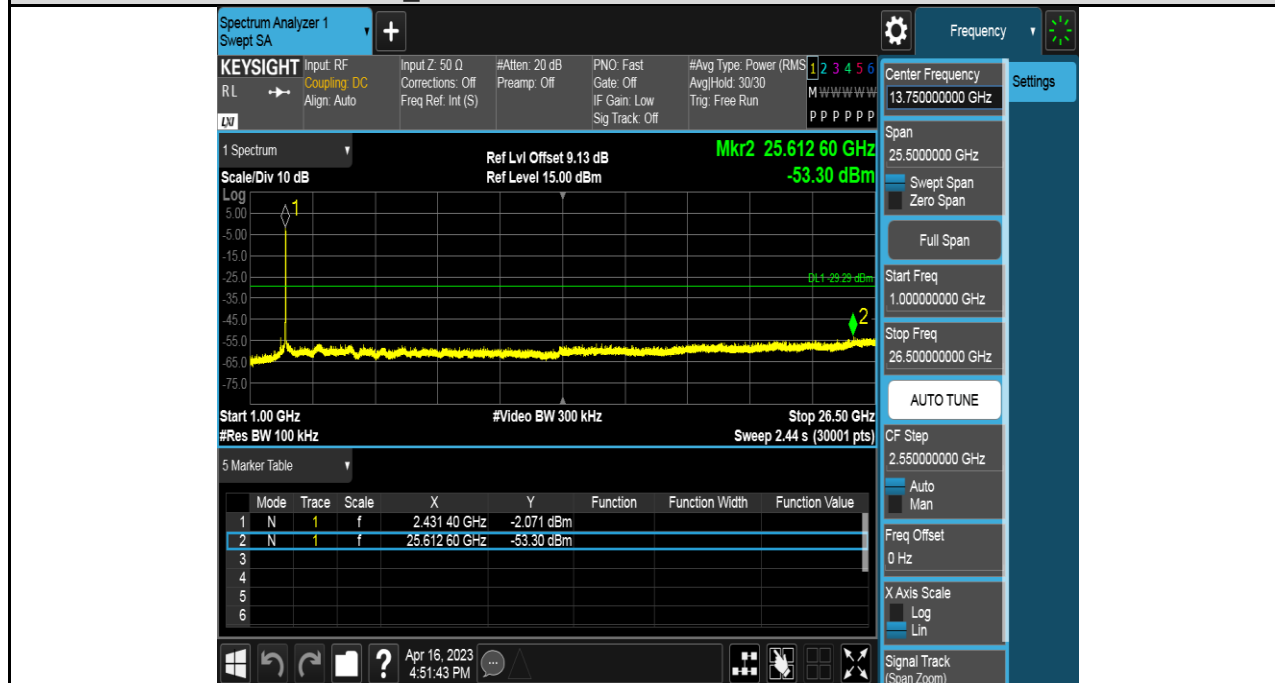 Spectrum Analyzer 1
Swept SA
+
Frequency
KEYSIGHT
RL
LXI
Input: RF
Coupling: DC
Align: Auto
Input Z: 50 Ω
Corrections: Off
Freq Ref: Int (S)
#Atten: 20 dB
Preamp: Off
PNO: Fast
Gate: Off
IF Gain: Low
Sig Track: Off
#Avg Type: Power (RMS
Avg|Hold: 30/30
Trig: Free Run
1 2 3 4 5 6
M W W W W W
P P P P P P
1 Spectrum
Scale/Div 10 dB
Ref Lvl Offset 9.13 dB
Ref Level 15.00 dBm
Mkr2 25.612 60 GHz
-53.30 dBm
Log
5.00
-5.00
-15.0
-25.0
-35.0
-45.0
-55.0
-65.0
-75.0
1
DL1 -29.29 dBm
2
Start 1.00 GHz
#Video BW 300 kHz
Stop 26.50 GHz
#Res BW 100 kHz
Sweep 2.44 s (30001 pts)
5 Marker Table
Mode Trace Scale X Y Function Function Width Function Value
1 N 1 f 2.431 40 GHz -2.071 dBm
2 N 1 f 25.612 60 GHz -53.30 dBm
3
4
5
6
?
Apr 16, 2023
4:51:43 PM
Center Frequency
13.750000000 GHz
Settings
Span
25.5000000 GHz
Swept Span
Zero Span
Full Span
Start Freq
1.000000000 GHz
Stop Freq
26.500000000 GHz
AUTO TUNE
CF Step
2.550000000 GHz
Auto
Man
Freq Offset
0 Hz
X Axis Scale
Log
Lin
Signal Track
(Span Zoom)